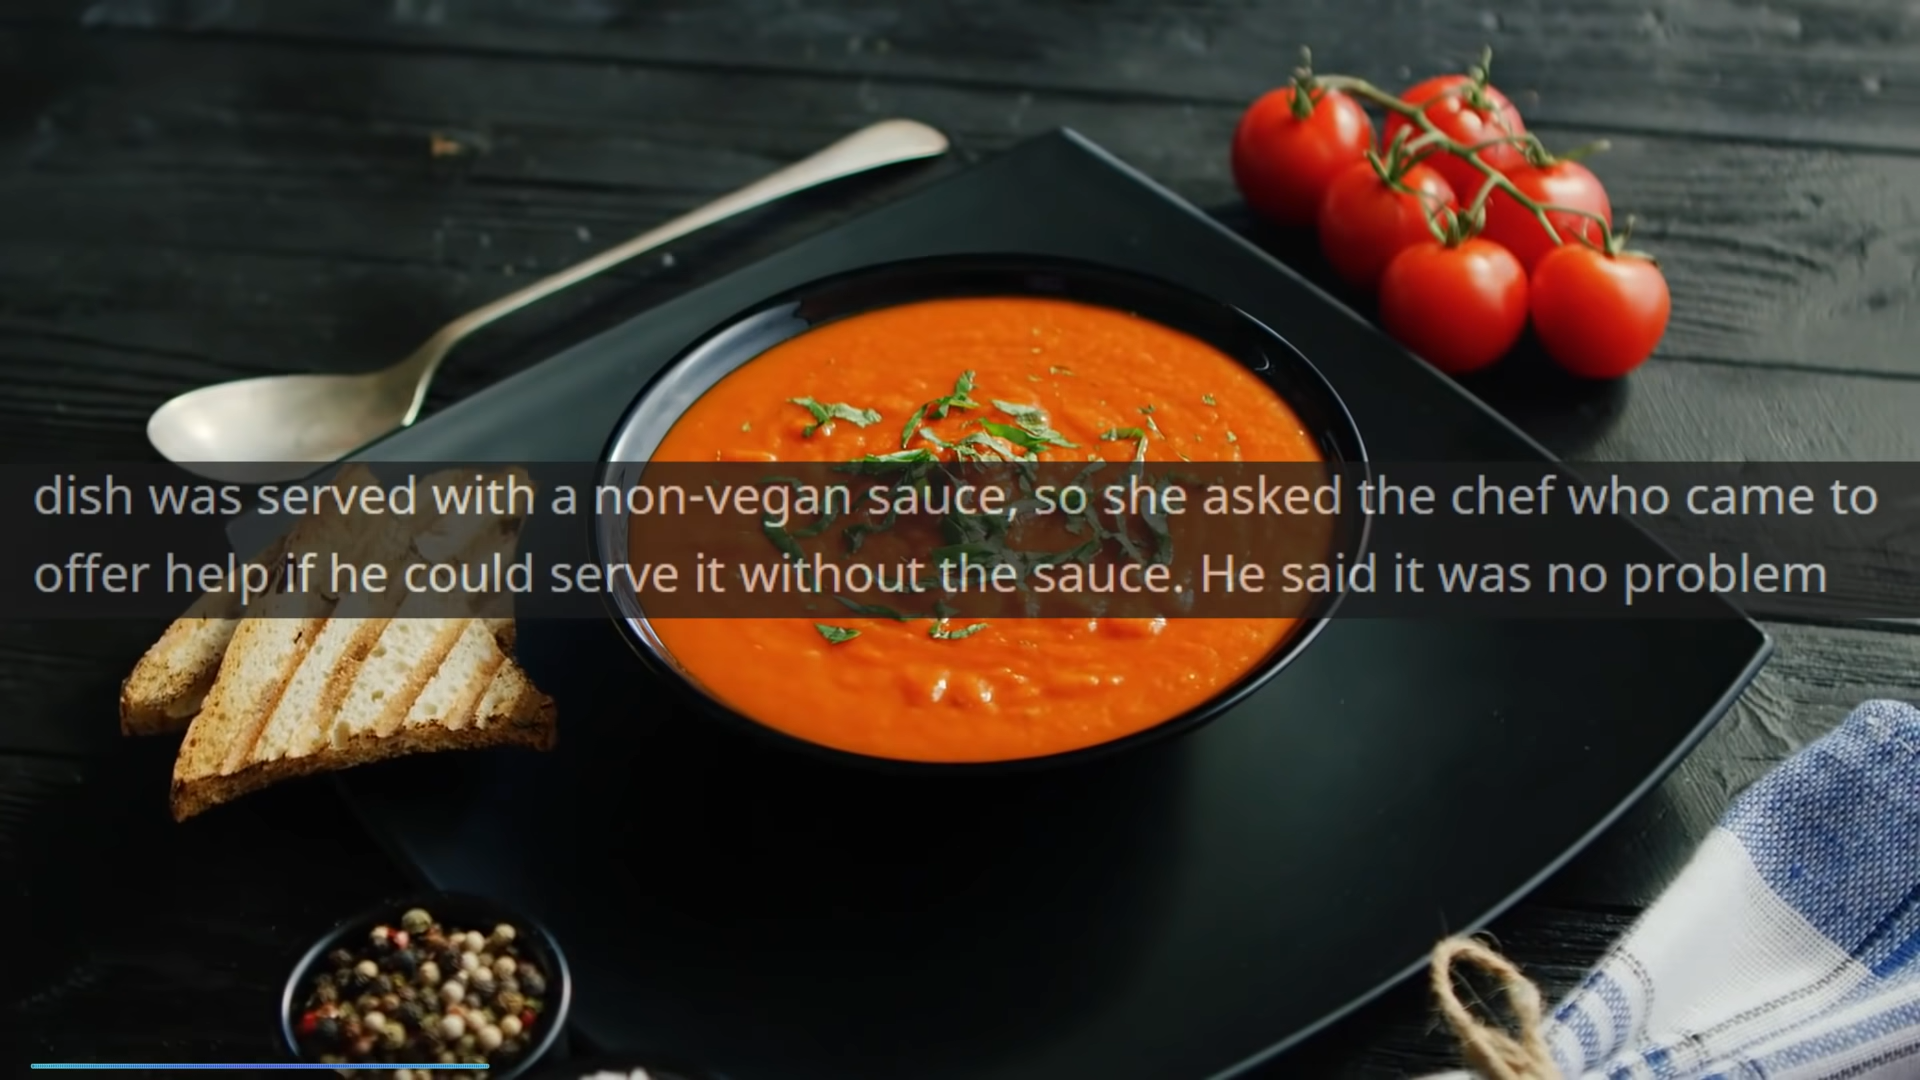 dish was served with a non-vegan sauce, so she asked the chef who came to
offer help if he could serve it without the sauce. He said it was no problem